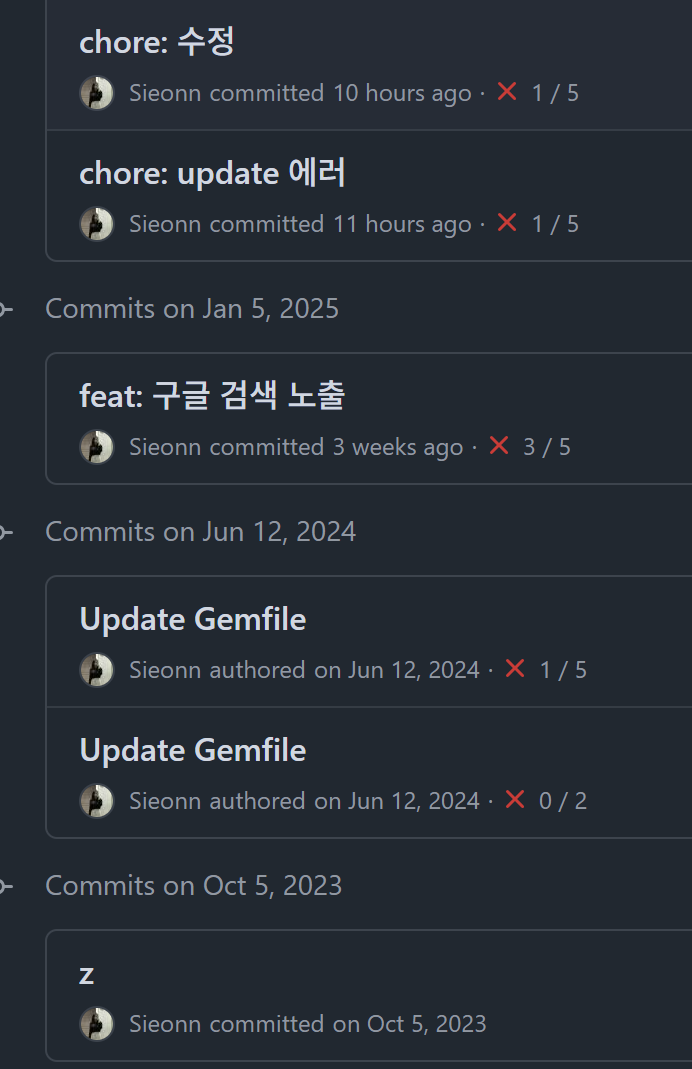 chore: 수정
Sieonn committed 10 hours ago · ✕ 1 / 5
chore: update 에러
Sieonn committed 11 hours ago · ✕ 1 / 5
Commits on Jan 5, 2025
feat: 구글 검색 노출
Sieonn committed 3 weeks ago · ✕ 3 / 5
Commits on Jun 12, 2024
Update Gemfile
Sieonn authored on Jun 12, 2024 · ✕ 1 / 5
Update Gemfile
Sieonn authored on Jun 12, 2024 · ✕ 0 / 2
Commits on Oct 5, 2023
z
Sieonn committed on Oct 5, 2023